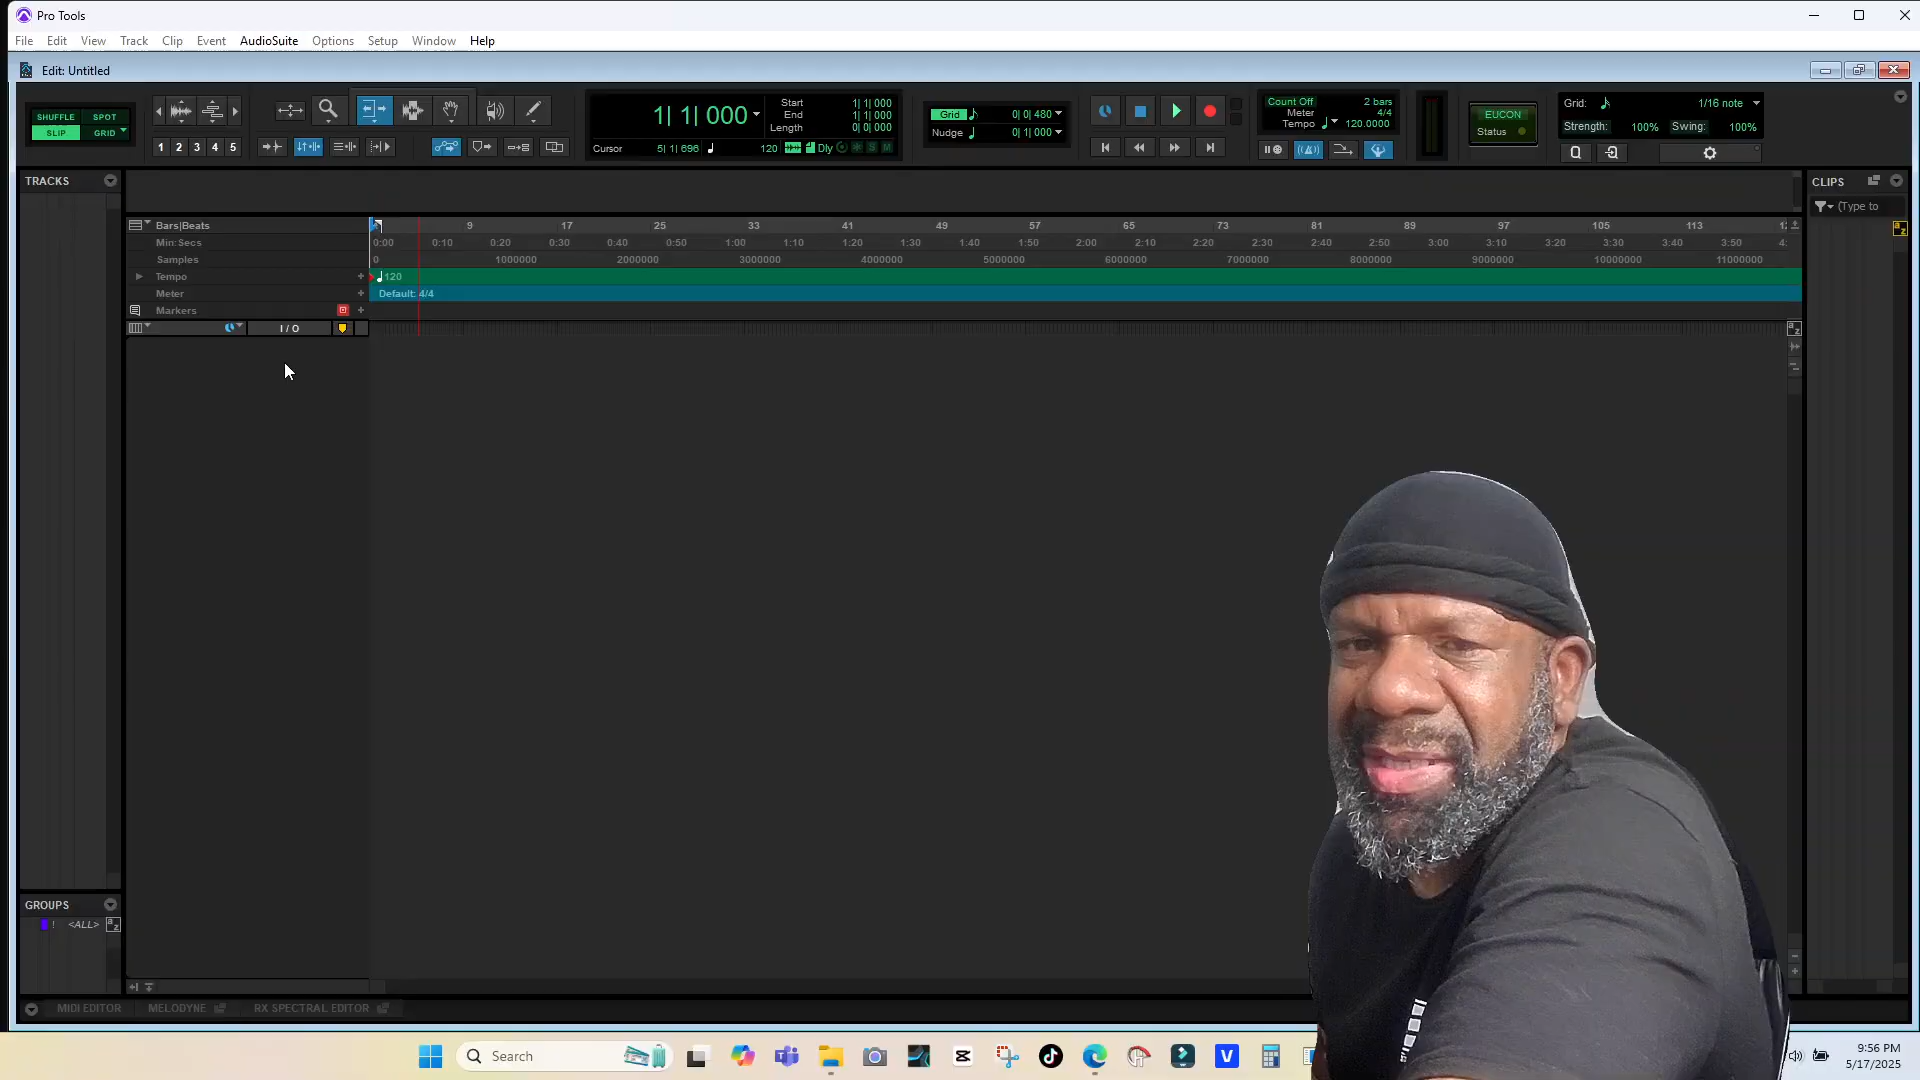 Pro Tools
File Edit View Track Clip Event AudioSuite Options Setup Window Help
Edit: Untitled
SHUFFLE SPOT
SLIP GRID
1 2 3 4 5
1| 1| 000
Start 1| 1| 000
End 1| 1| 000
Length 0| 0| 000
Cursor 5| 1| 696 120 Dly S M
Grid 0| 0| 480
Nudge 0| 1| 000
Count Off 2 bars
Meter 4/4
Tempo 120.0000
EUCON
Status
Grid: 1/16 note
Strength: 100% Swing: 100%
Q
TRACKS
CLIPS
(Type to
Bars|Beats 9 17 25 33 41 49 57 65 73 81 89 97 105 113
Min:Secs 0:00 0:10 0:20 0:30 0:40 0:50 1:00 1:10 1:20 1:30 1:40 1:50 2:00 2:10 2:20 2:30 2:40 2:50 3:00 3:10 3:20 3:30 3:40 3:50 4:
Samples 0 1000000 2000000 3000000 4000000 5000000 6000000 7000000 8000000 9000000 10000000 11000000
Tempo 120
Meter Default: 4/4
Markers
I / O
GROUPS
! <ALL>
MIDI EDITOR MELODYNE RX SPECTRAL EDITOR
Search
9:56 PM
5/17/2025